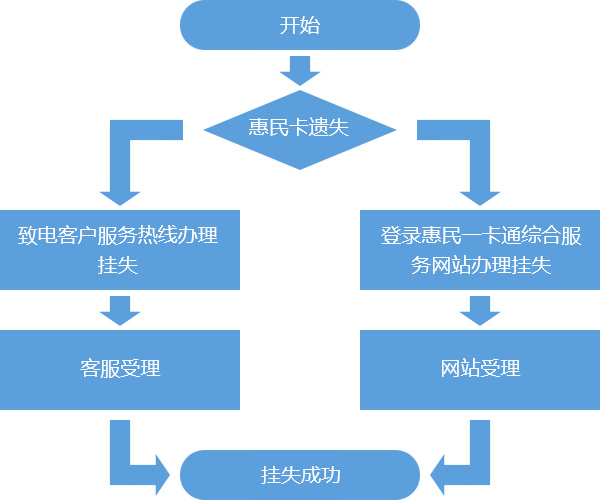 开始
惠民卡遗失
致电客户服务热线办理
挂失
登录惠民一卡通综合服
务网站办理挂失
客服受理
网站受理
挂失成功